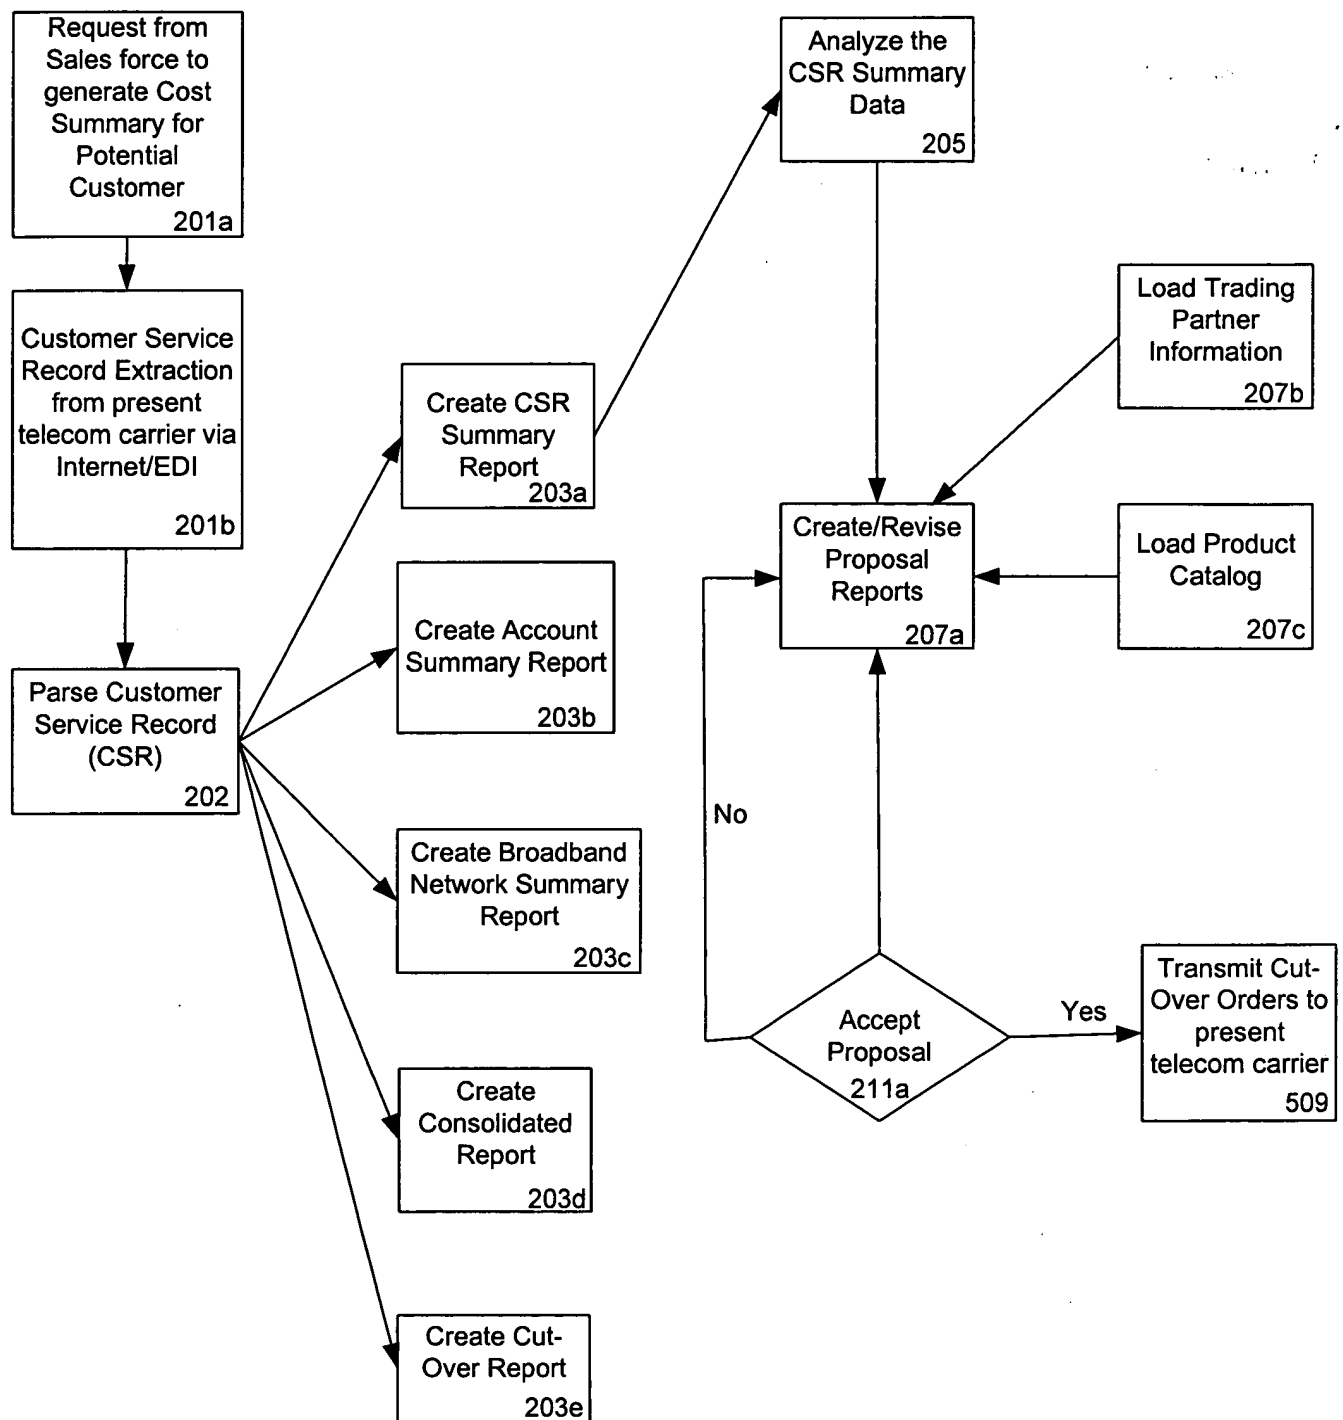 Request from
Sales force to
generate Cost
Summary for
Potential
Customer
201a
Customer Service
Record Extraction
from present
telecom carrier via
Internet/EDI
201b
Parse Customer
Service Record
(CSR)
202
Create CSR
Summary
Report
203a
Create Account
Summary Report
203b
Create Broadband
Network Summary
Report
203c
Create
Consolidated
Report
203d
Create Cut-
Over Report
203e
Analyze the
CSR Summary
Data
205
Load Trading
Partner
Information
207b
Create/Revise
Proposal
Reports
207a
Load Product
Catalog
207c
No
Accept
Proposal
211a
Yes
Transmit Cut-
Over Orders to
present
telecom carrier
509